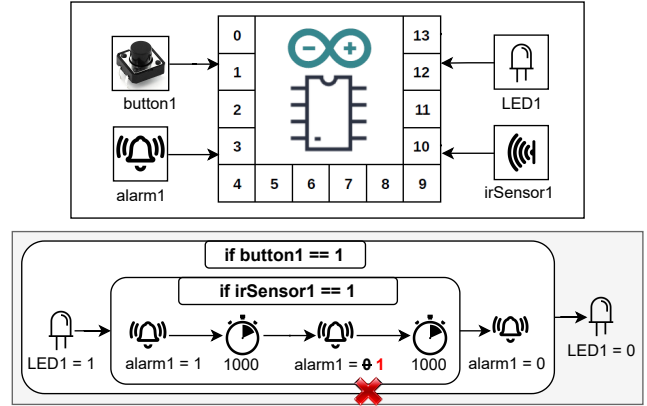 0
13
1
12
2
11
3
10
4 5 6 7 8 9
button1
LED1
alarm1
irSensor1
if button1 == 1
if irSensor1 == 1
LED1 = 1
alarm1 = 1
1000
alarm1 = 0 1
1000
alarm1 = 0
LED1 = 0